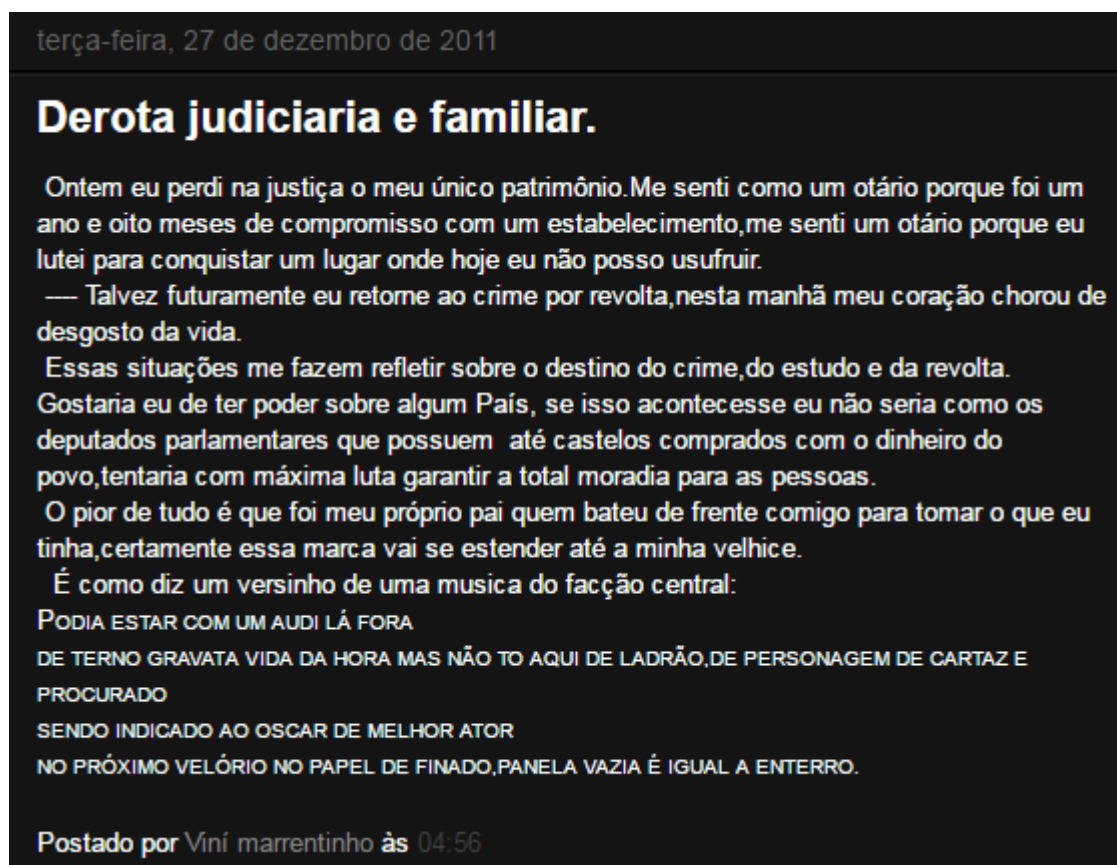 terça-feira, 27 de dezembro de 2011
Derota judiciaria e familiar.
Ontem eu perdi na justiça o meu único patrimônio.Me senti como um otário porque foi um
ano e oito meses de compromisso com um estabelecimento,me senti um otário porque eu
lutei para conquistar um lugar onde hoje eu não posso usufruir.
---- Talvez futuramente eu retorne ao crime por revolta,nesta manhã meu coração chorou de
desgosto da vida.
Essas situações me fazem refletir sobre o destino do crime,do estudo e da revolta.
Gostaria eu de ter poder sobre algum País, se isso acontecesse eu não seria como os
deputados parlamentares que possuem  até castelos comprados com o dinheiro do
povo,tentaria com máxima luta garantir a total moradia para as pessoas.
O pior de tudo é que foi meu próprio pai quem bateu de frente comigo para tomar o que eu
tinha,certamente essa marca vai se estender até a minha velhice.
É como diz um versinho de uma musica do facção central:
PODIA ESTAR COM UM AUDI LÁ FORA
DE TERNO GRAVATA VIDA DA HORA MAS NÃO TO AQUI DE LADRÃO,DE PERSONAGEM DE CARTAZ E
PROCURADO
SENDO INDICADO AO OSCAR DE MELHOR ATOR
NO PRÓXIMO VELÓRIO NO PAPEL DE FINADO,PANELA VAZIA É IGUAL A ENTERRO.
Postado por Viní marrentinho às 04:56